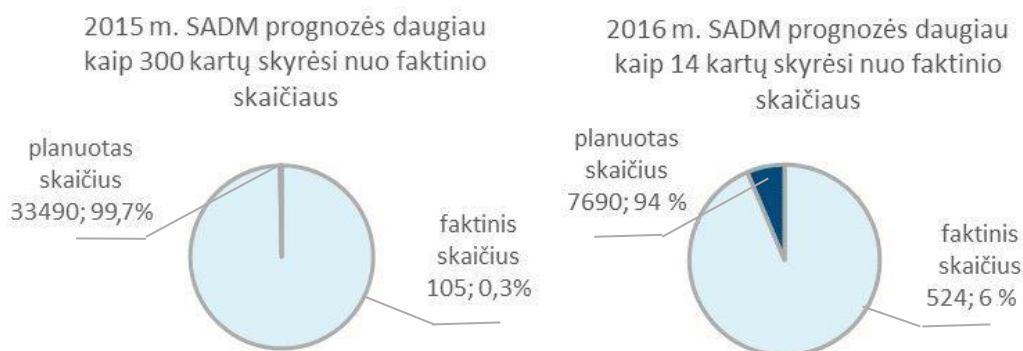 2015 m. SADM prognozės daugiau
kaip 300 kartų skyrėsi nuo faktinio
skaičiaus
planuotas
skaičius
33490; 99,7%
faktinis
skaičius
105; 0,3%
2016 m. SADM prognozės daugiau
kaip 14 kartų skyrėsi nuo faktinio
skaičiaus
planuotas
skaičius
7690; 94 %
faktinis
skaičius
524; 6 %